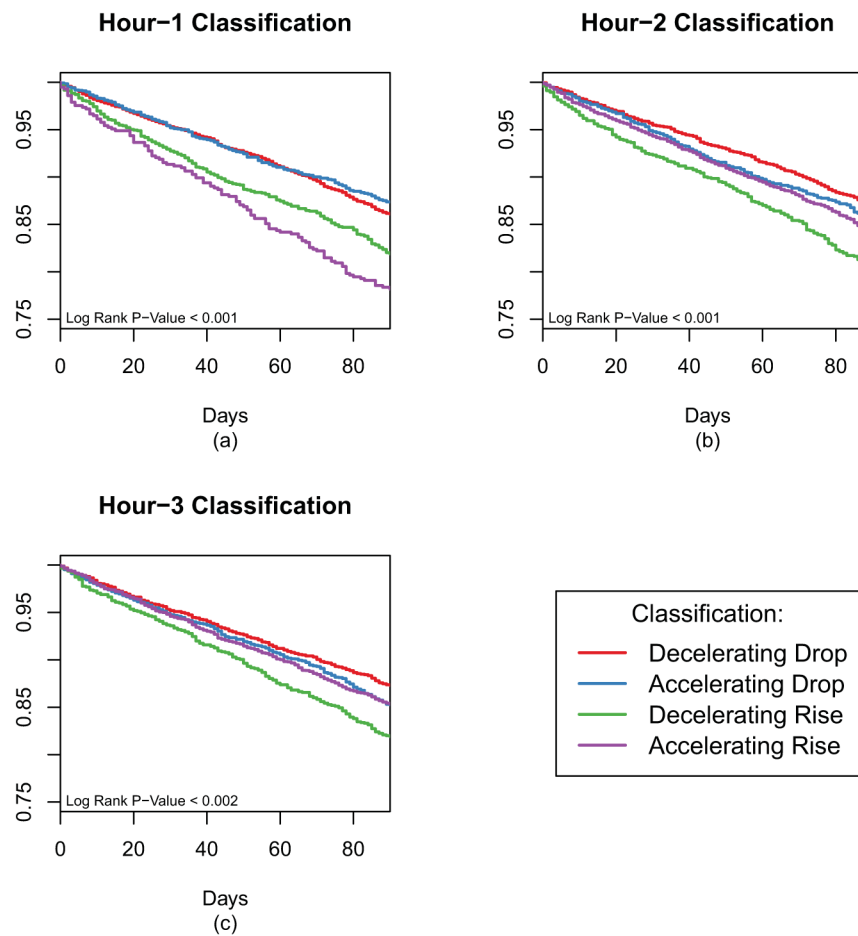 Hour−1 Classification
0.95
0.85
0.75
Log Rank P−Value < 0.001
0 20 40 60 80
Days
(a)
Hour−2 Classification
0.95
0.85
0.75
Log Rank P−Value < 0.001
0 20 40 60 80
Days
(b)
Hour−3 Classification
0.95
0.85
0.75
Log Rank P−Value < 0.002
0 20 40 60 80
Days
(c)
Classification:
Decelerating Drop
Accelerating Drop
Decelerating Rise
Accelerating Rise